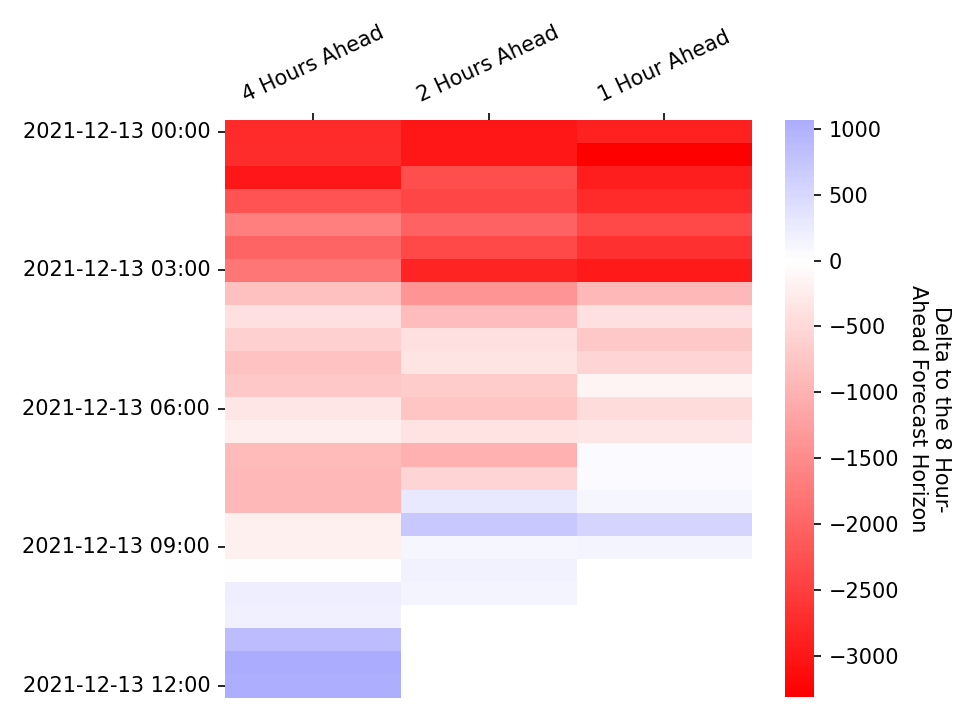 4 Hours Ahead
2 Hours Ahead
1 Hour Ahead
2021-12-13 00:00
2021-12-13 03:00
2021-12-13 06:00
2021-12-13 09:00
2021-12-13 12:00
1000
500
0
−500
−1000
−1500
−2000
−2500
−3000
Delta to the 8 Hour-
Ahead Forecast Horizon